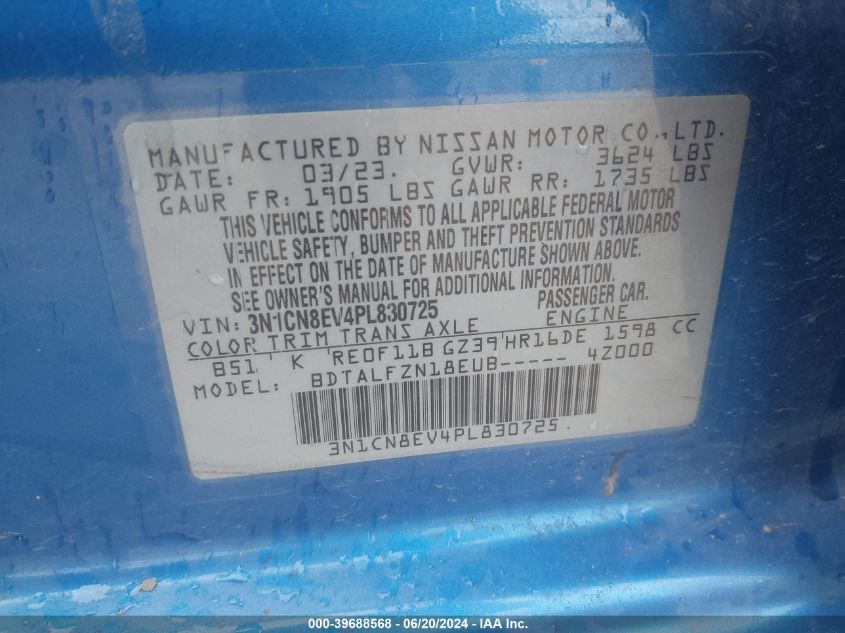 MANUFACTURED BY NISSAN MOTOR CO., LTD.
DATE: 03/23. GVWR: 3624 LBS
GAWR FR: 1905 LBS GAWR RR: 1735 LBS
THIS VEHICLE CONFORMS TO ALL APPLICABLE FEDERAL MOTOR
VEHICLE SAFETY, BUMPER AND THEFT PREVENTION STANDARDS
IN EFFECT ON THE DATE OF MANUFACTURE SHOWN ABOVE.
SEE OWNER'S MANUAL FOR ADDITIONAL INFORMATION.
VIN: 3N1CN8EV4PL830725 PASSENGER CAR.
COLOR TRIM TRANS AXLE ENGINE
B51 K RE0F11B GZ39 HR16DE 1598 CC
MODEL: BDTALFZN18EUB----- 4Z000
3N1CN8EV4PL830725
000-39688568 | 06/20/2024 - IAA, Inc.